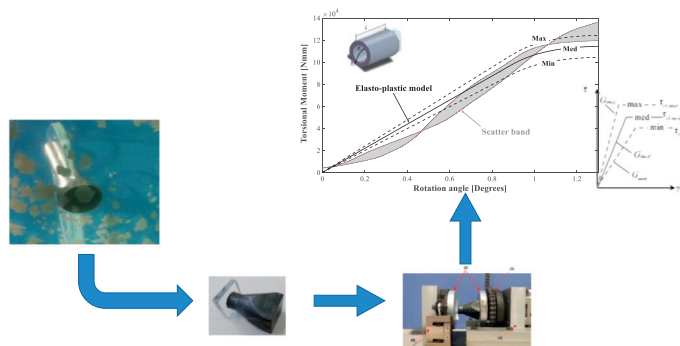 × 10⁴
14
12
10
8
6
4
2
0
Torsional Moment [Nmm]
Max
Med
Min
Elasto-plastic model
Scatter band
0
0.2
0.4
0.6
0.8
1
1.2
Rotation angle [Degrees]
τ
max
med
min